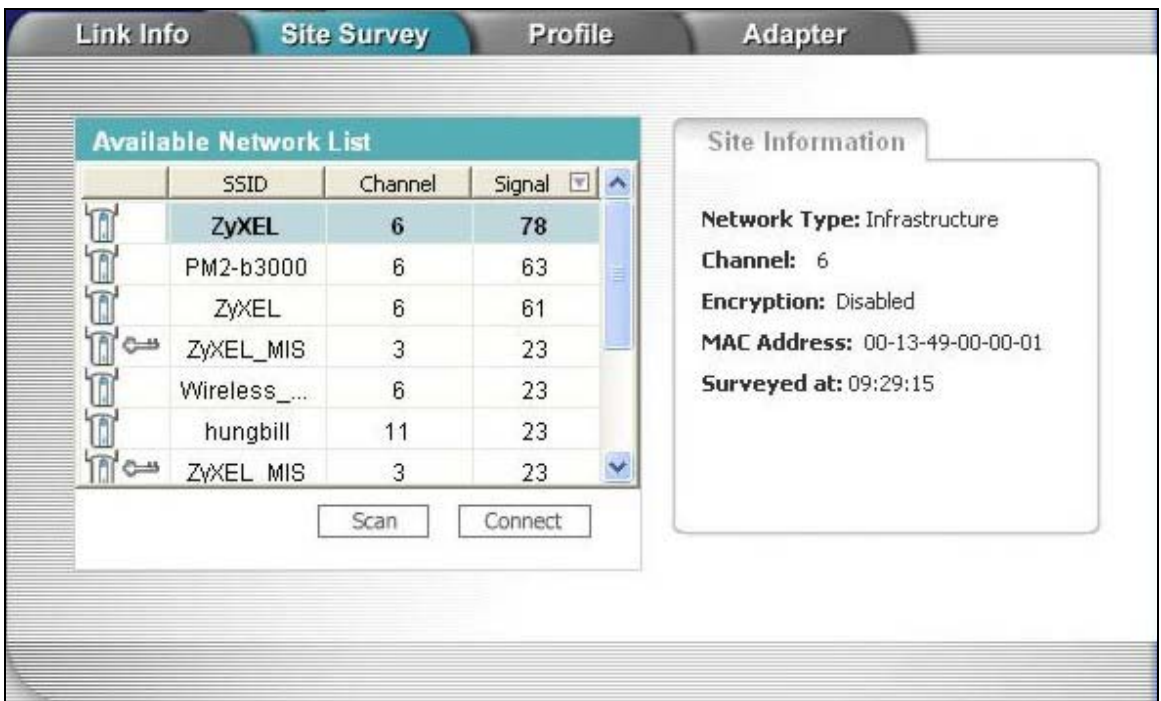 Link Info Site Survey Profile Adapter
Available Network List
SSID Channel Signal
ZyXEL 6 78
PM2-b3000 6 63
ZyXEL 6 61
ZyXEL_MIS 3 23
Wireless_... 6 23
hungbill 11 23
ZyXEL_MIS 3 23
Scan Connect
Site Information
Network Type: Infrastructure
Channel: 6
Encryption: Disabled
MAC Address: 00-13-49-00-00-01
Surveyed at: 09:29:15